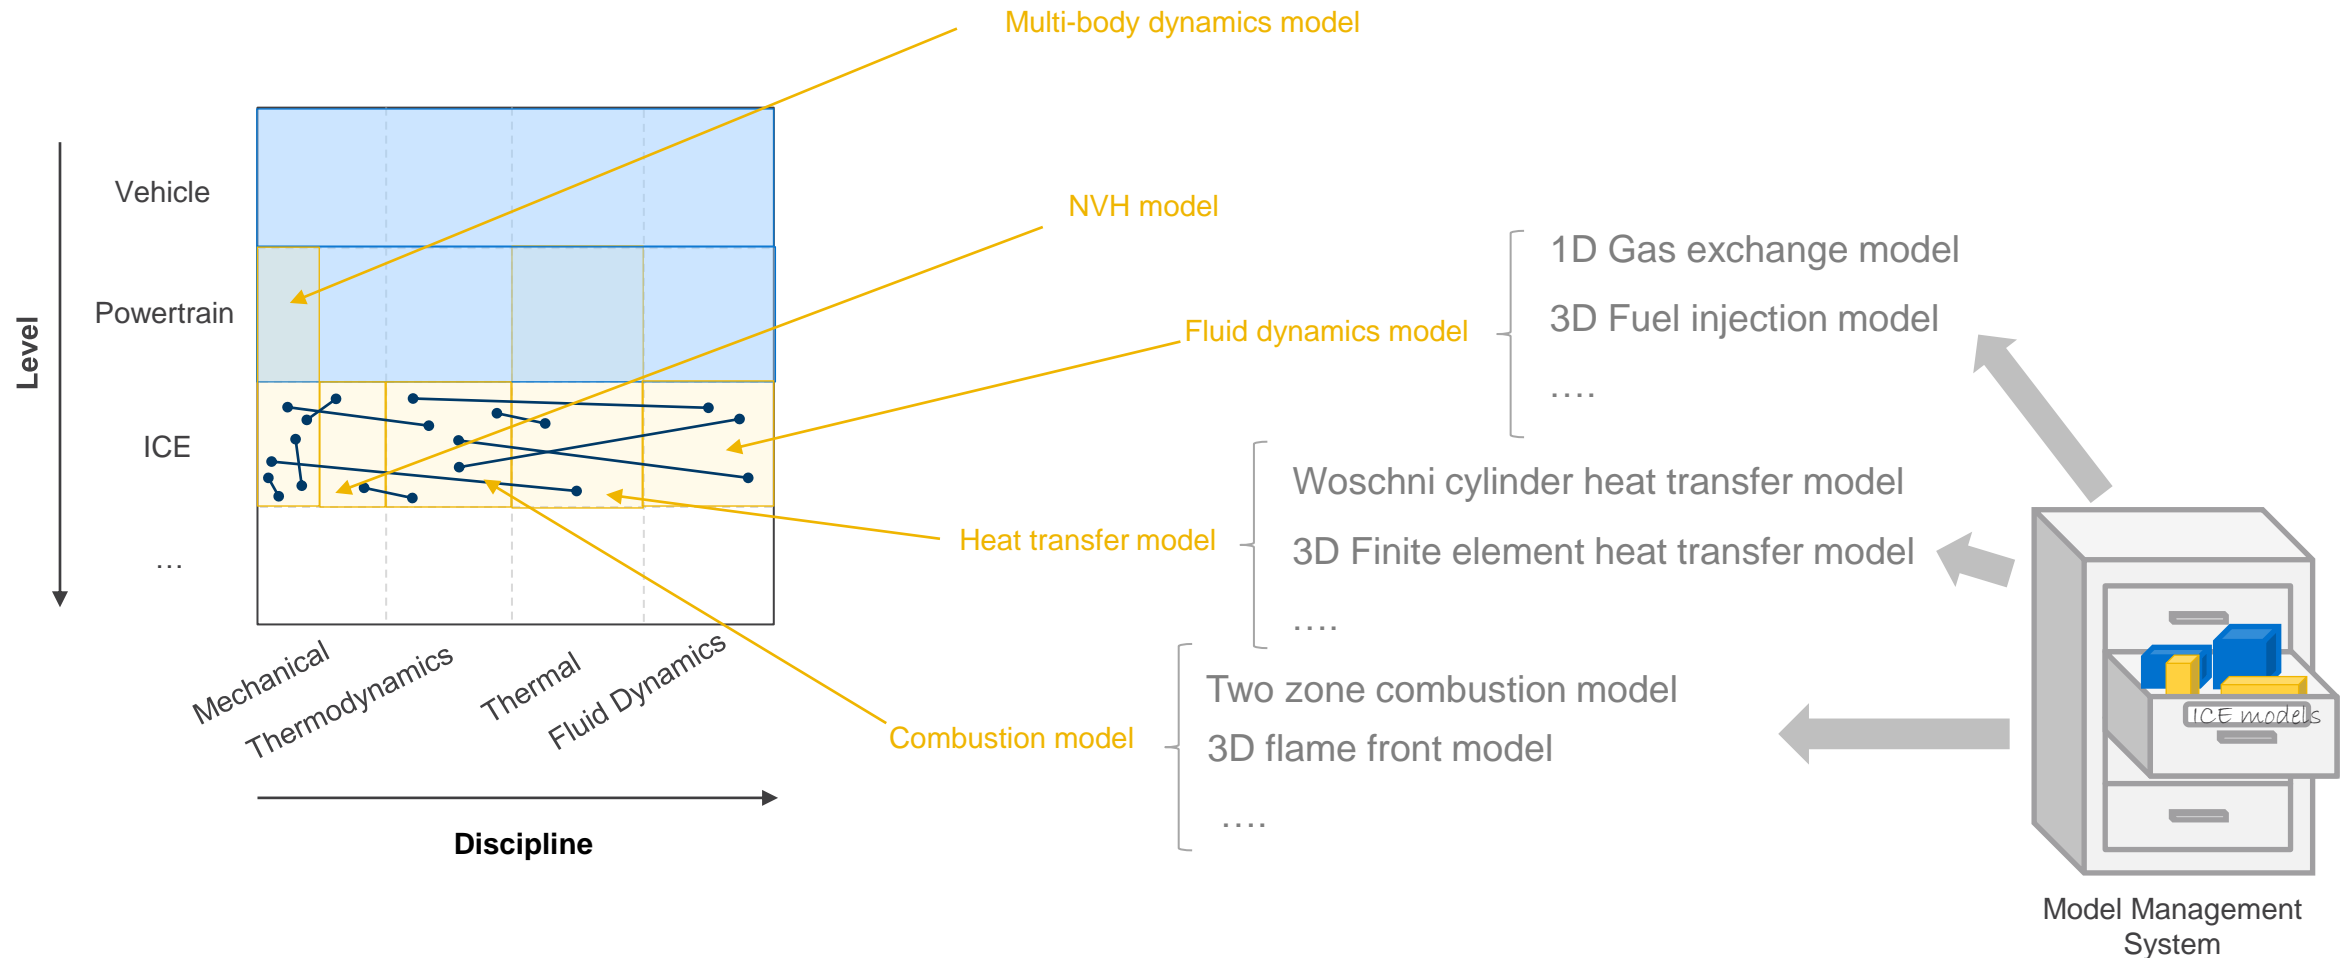 Multi-body dynamics model
Vehicle
NVH model
1D Gas exchange model
Powertrain
3D Fuel injection model
Fluid dynamics model
Level
….
ICE
Woschni cylinder heat transfer model
Heat transfer model
3D Finite element heat transfer model
…
….
Mechanical
Thermodynamics
Thermal
Fluid Dynamics
Two zone combustion model
Combustion model
3D flame front model
ICE models
….
Discipline
Model Management
System